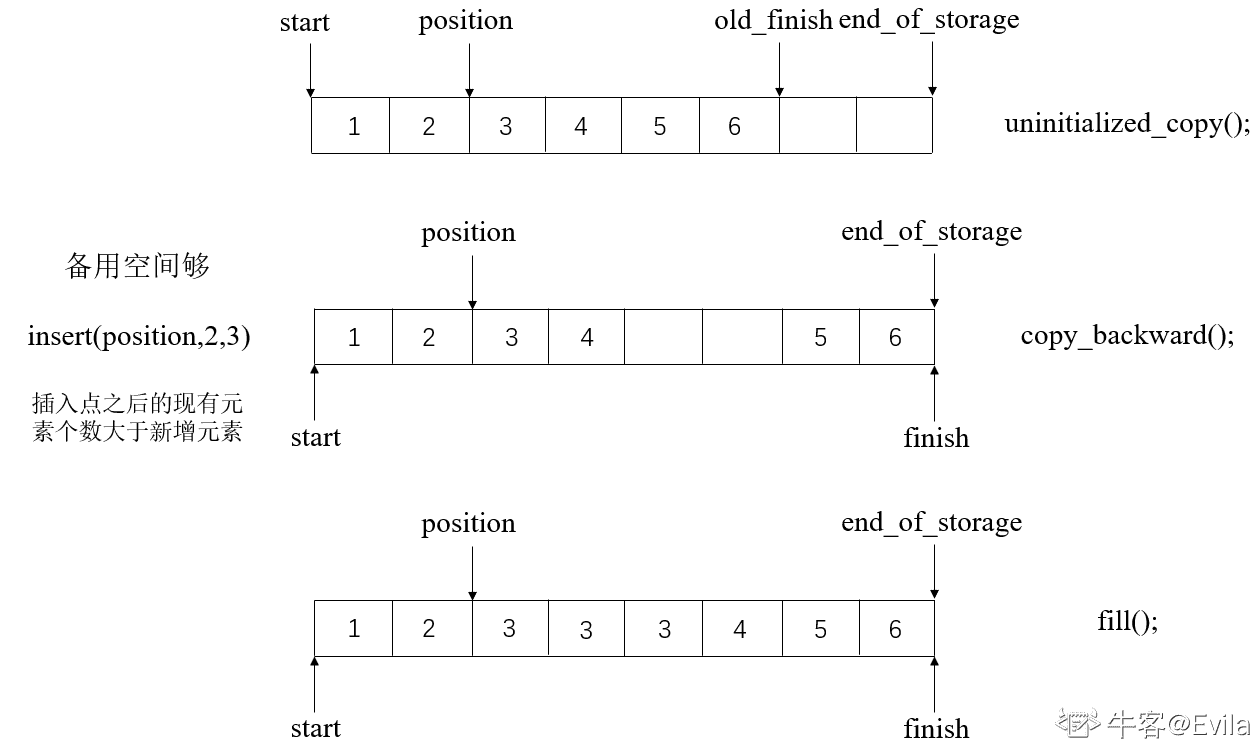 start position old_finish end_of_storage
1 2 3 4 5 6 uninitialized_copy();
position end_of_storage
备用空间够
insert(position,2,3) 1 2 3 4 5 6 copy_backward();
插入点之后的现有元
素个数大于新增元素
start finish
position end_of_storage
1 2 3 3 3 4 5 6 fill();
start finish
牛客@Evila